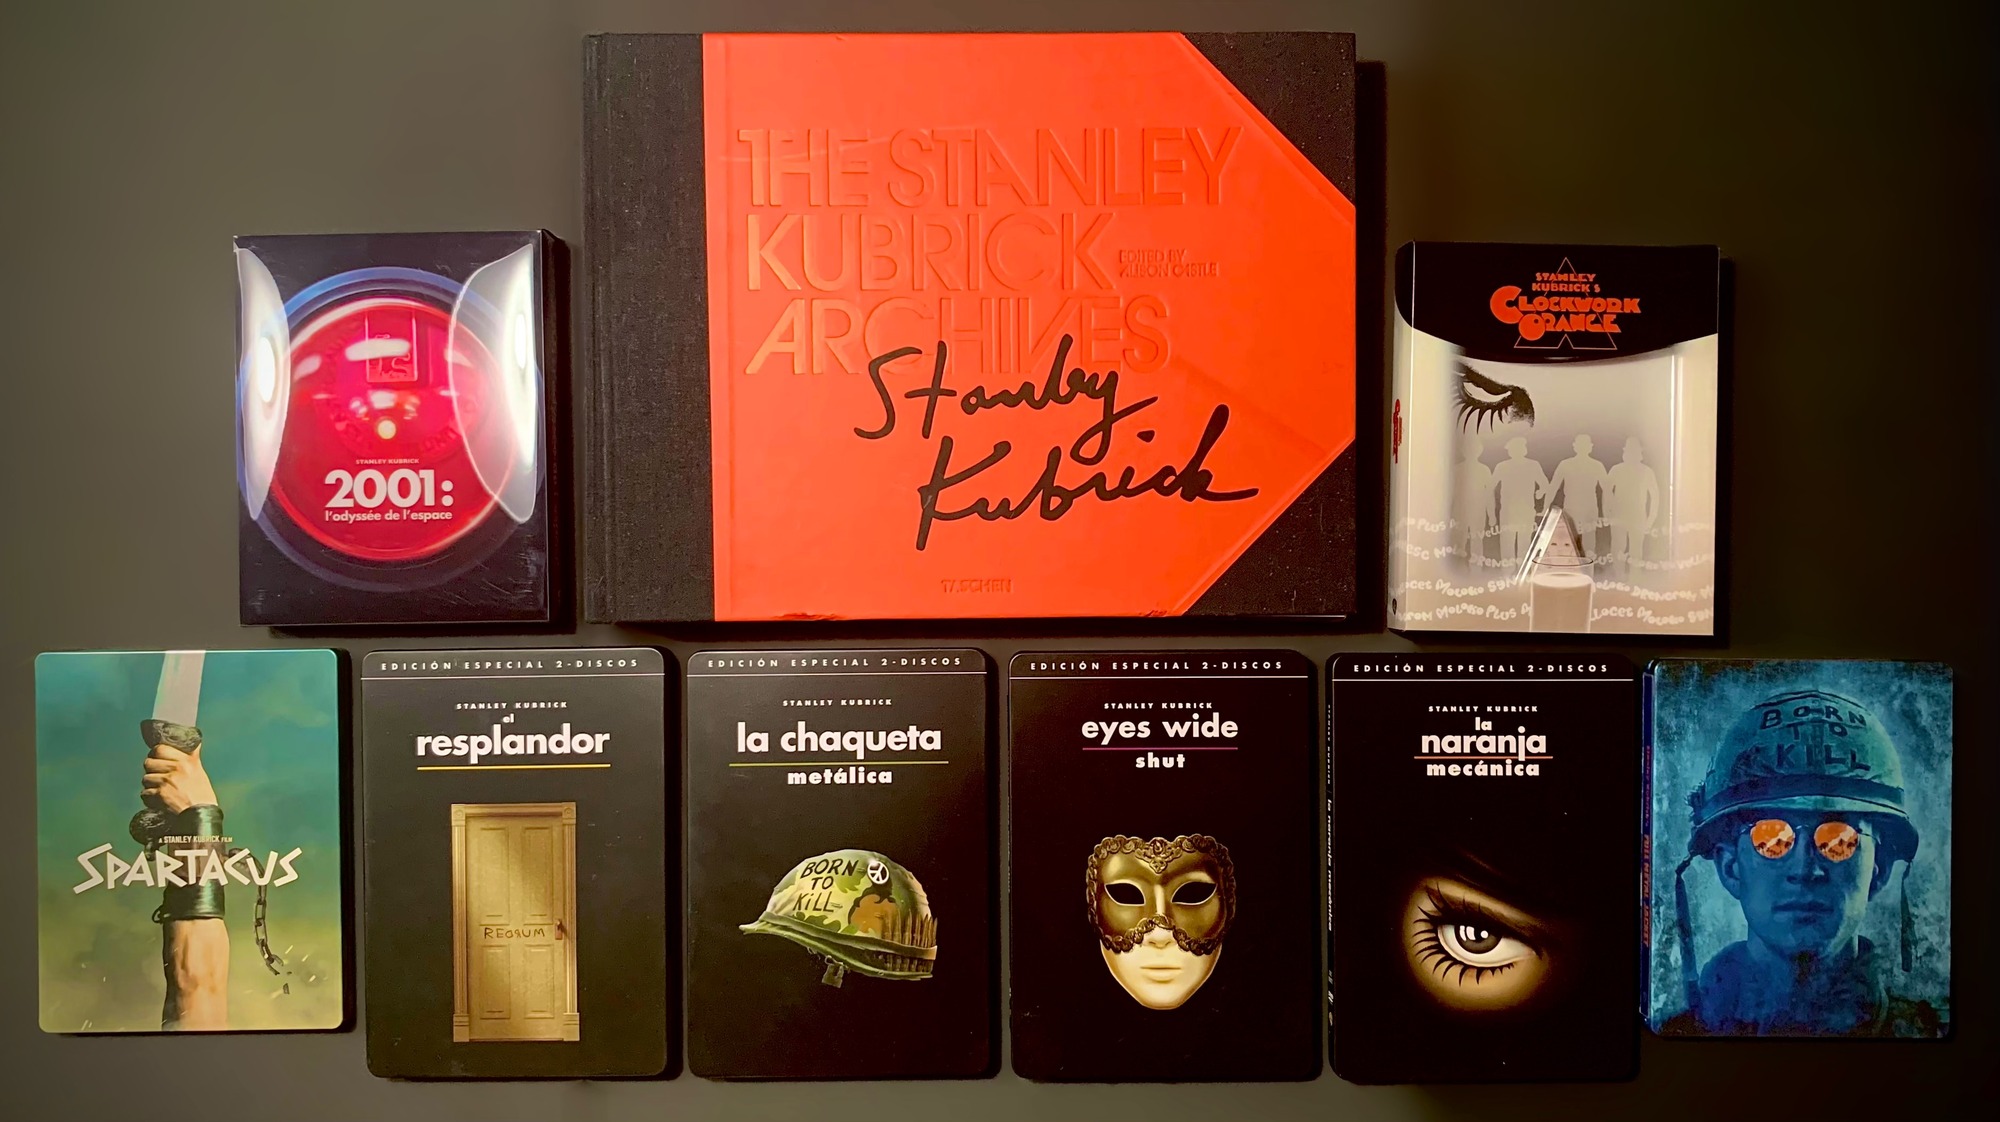 THE STANLEY
KUBRICK
EDITED BY
ALISON CASTLE
ARCHIVES
Stanley
Kubrick
TASCHEN
STANLEY KUBRICK
2001:
l'odyssée de l'espace
STANLEY
KUBRICK'S
CLOCKWORK
ORANGE
A STANLEY KUBRICK FILM
SPARTACUS
EDICIÓN ESPECIAL 2-DISCOS
STANLEY KUBRICK
el
resplandor
REDRUM
EDICIÓN ESPECIAL 2-DISCOS
STANLEY KUBRICK
la chaqueta
metálica
BORN
TO
KILL
EDICIÓN ESPECIAL 2-DISCOS
STANLEY KUBRICK
eyes wide
shut
EDICIÓN ESPECIAL 2-DISCOS
STANLEY KUBRICK
la
naranja
mecánica
FULL METAL JACKET
BORN
TO
KILL